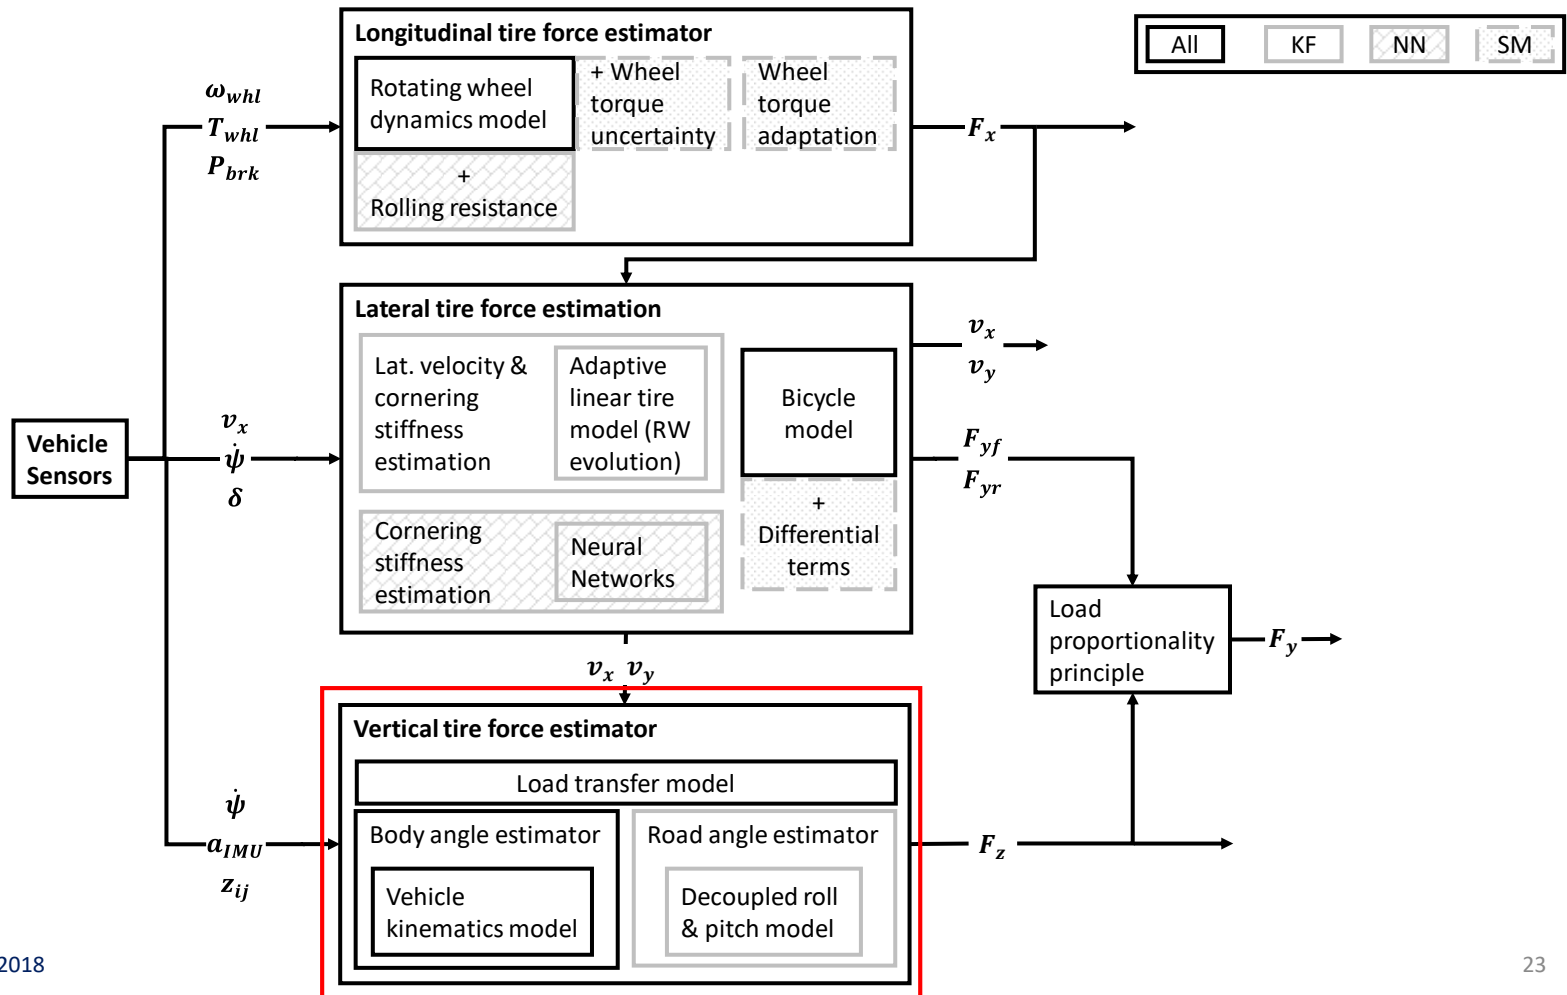 All
KF
NN
SM
Longitudinal tire force estimator
Rotating wheel
dynamics model
+ Wheel
torque
uncertainty
Wheel
torque
adaptation
+
Rolling resistance
ω_whl
T_whl
P_brk
F_x
Lateral tire force estimation
Lat. velocity &
cornering
stiffness
estimation
Adaptive
linear tire
model (RW
evolution)
Bicycle
model
+
Differential
terms
Cornering
stiffness
estimation
Neural
Networks
v_x
v_y
Vehicle
Sensors
v_x
ψ̇
δ
F_yf
F_yr
Load
proportionality
principle
F_y
v_x v_y
Vertical tire force estimator
Load transfer model
Body angle estimator
Vehicle
kinematics model
Road angle estimator
Decoupled roll
& pitch model
ψ̇
a_IMU
z_ij
F_z
2018
23